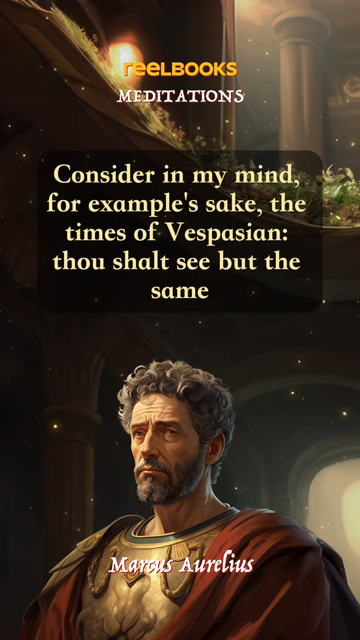 reelBOOKS
MEDITATIONS
Consider in my mind,
for example's sake, the
times of Vespasian:
thou shalt see but the
same
Marcus Aurelius